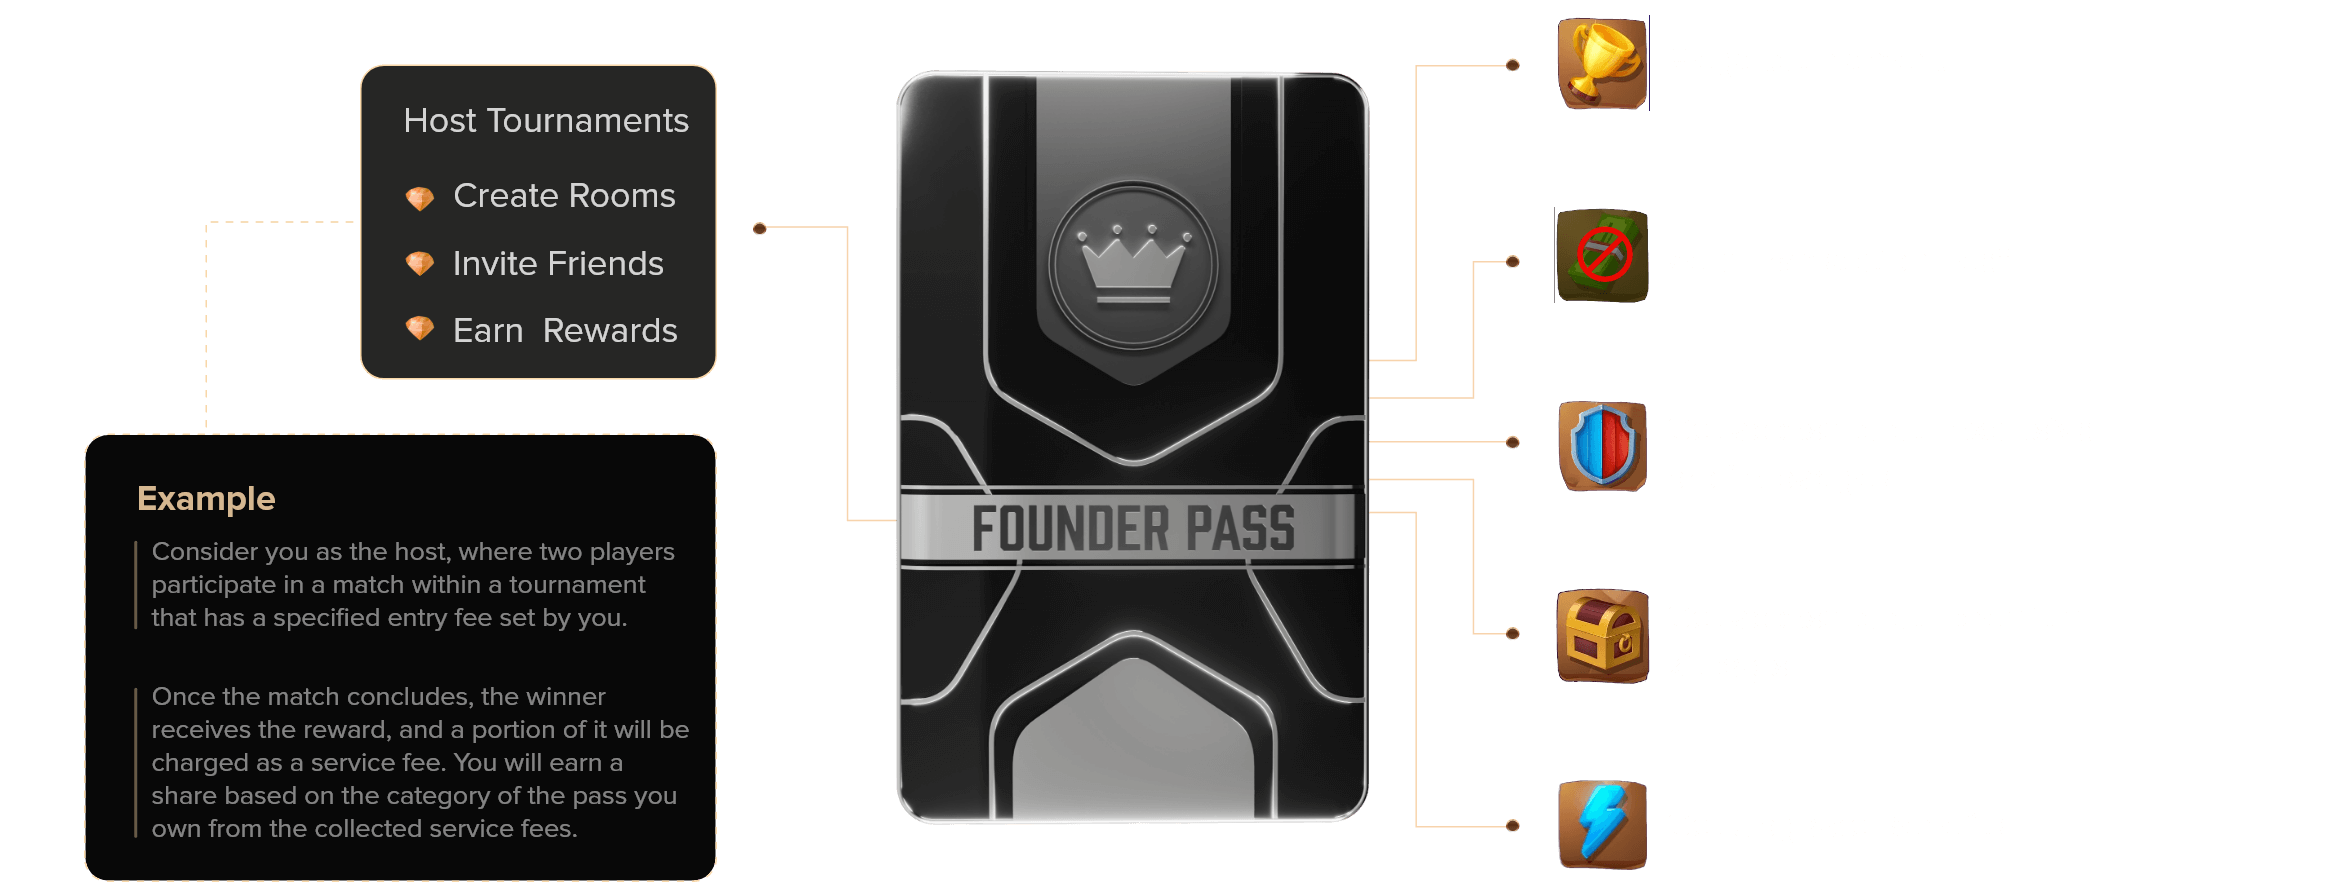 Host Tournaments
Create Rooms
Invite Friends
Earn Rewards
Example
Consider you as the host, where two players
participate in a match within a tournament
that has a specified entry fee set by you.
Once the match concludes, the winner
receives the reward, and a portion of it will be
charged as a service fee. You will earn a
share based on the category of the pass you
own from the collected service fees.
FOUNDER PASS